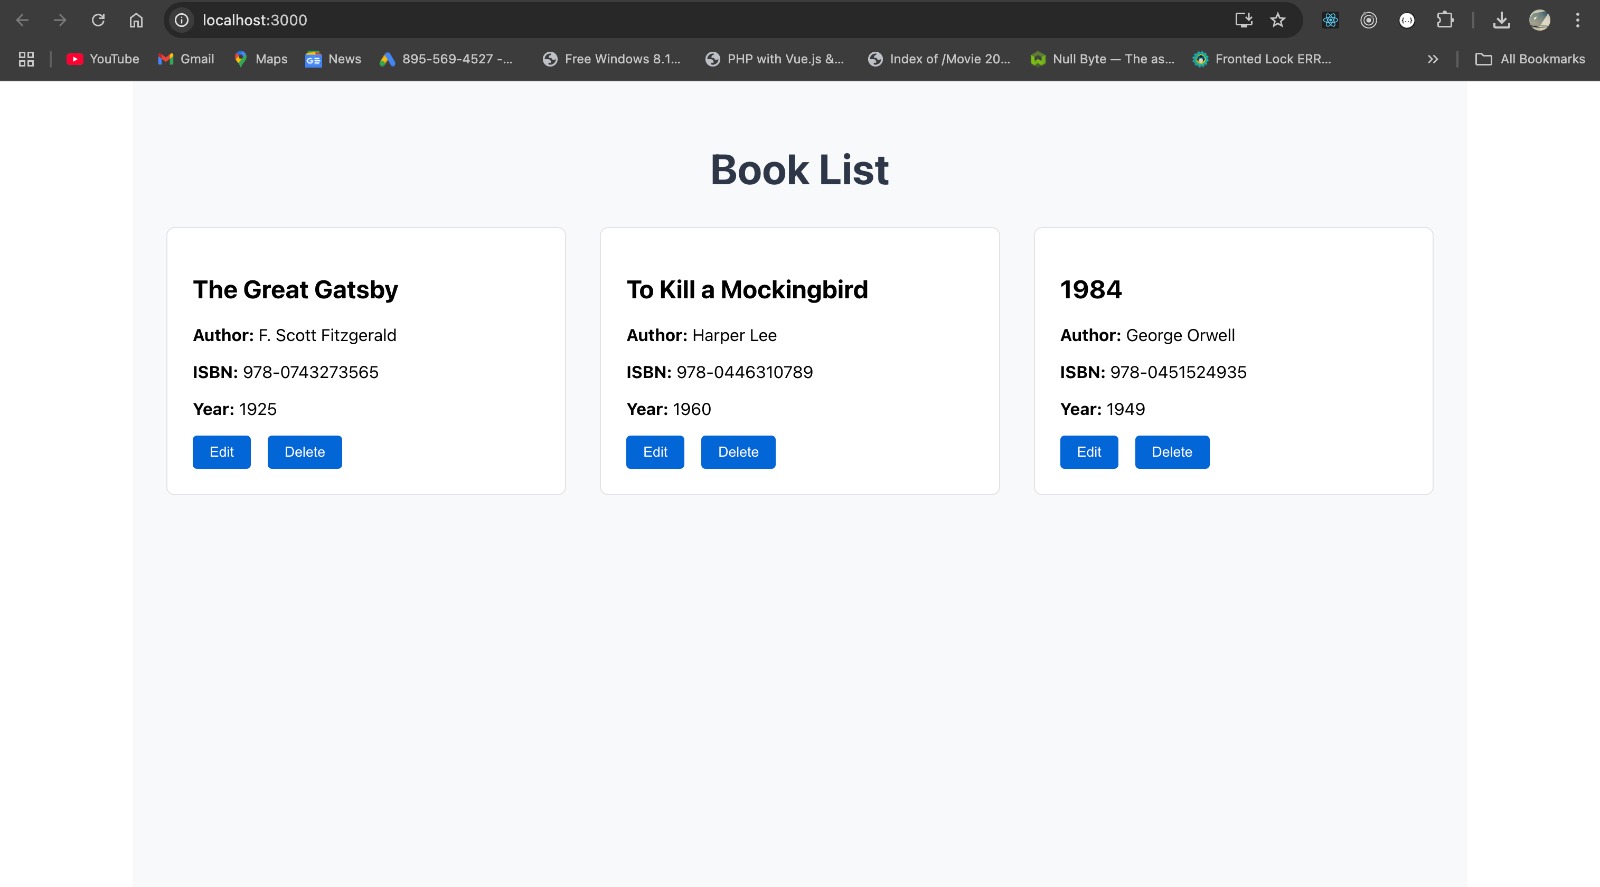 localhost:3000
YouTube Gmail Maps News 895-569-4527 -... Free Windows 8.1... PHP with Vue.js &... Index of /Movie 20... Null Byte — The as... Fronted Lock ERR... » All Bookmarks
Book List
The Great Gatsby
Author: F. Scott Fitzgerald
ISBN: 978-0743273565
Year: 1925
Edit Delete
To Kill a Mockingbird
Author: Harper Lee
ISBN: 978-0446310789
Year: 1960
Edit Delete
1984
Author: George Orwell
ISBN: 978-0451524935
Year: 1949
Edit Delete